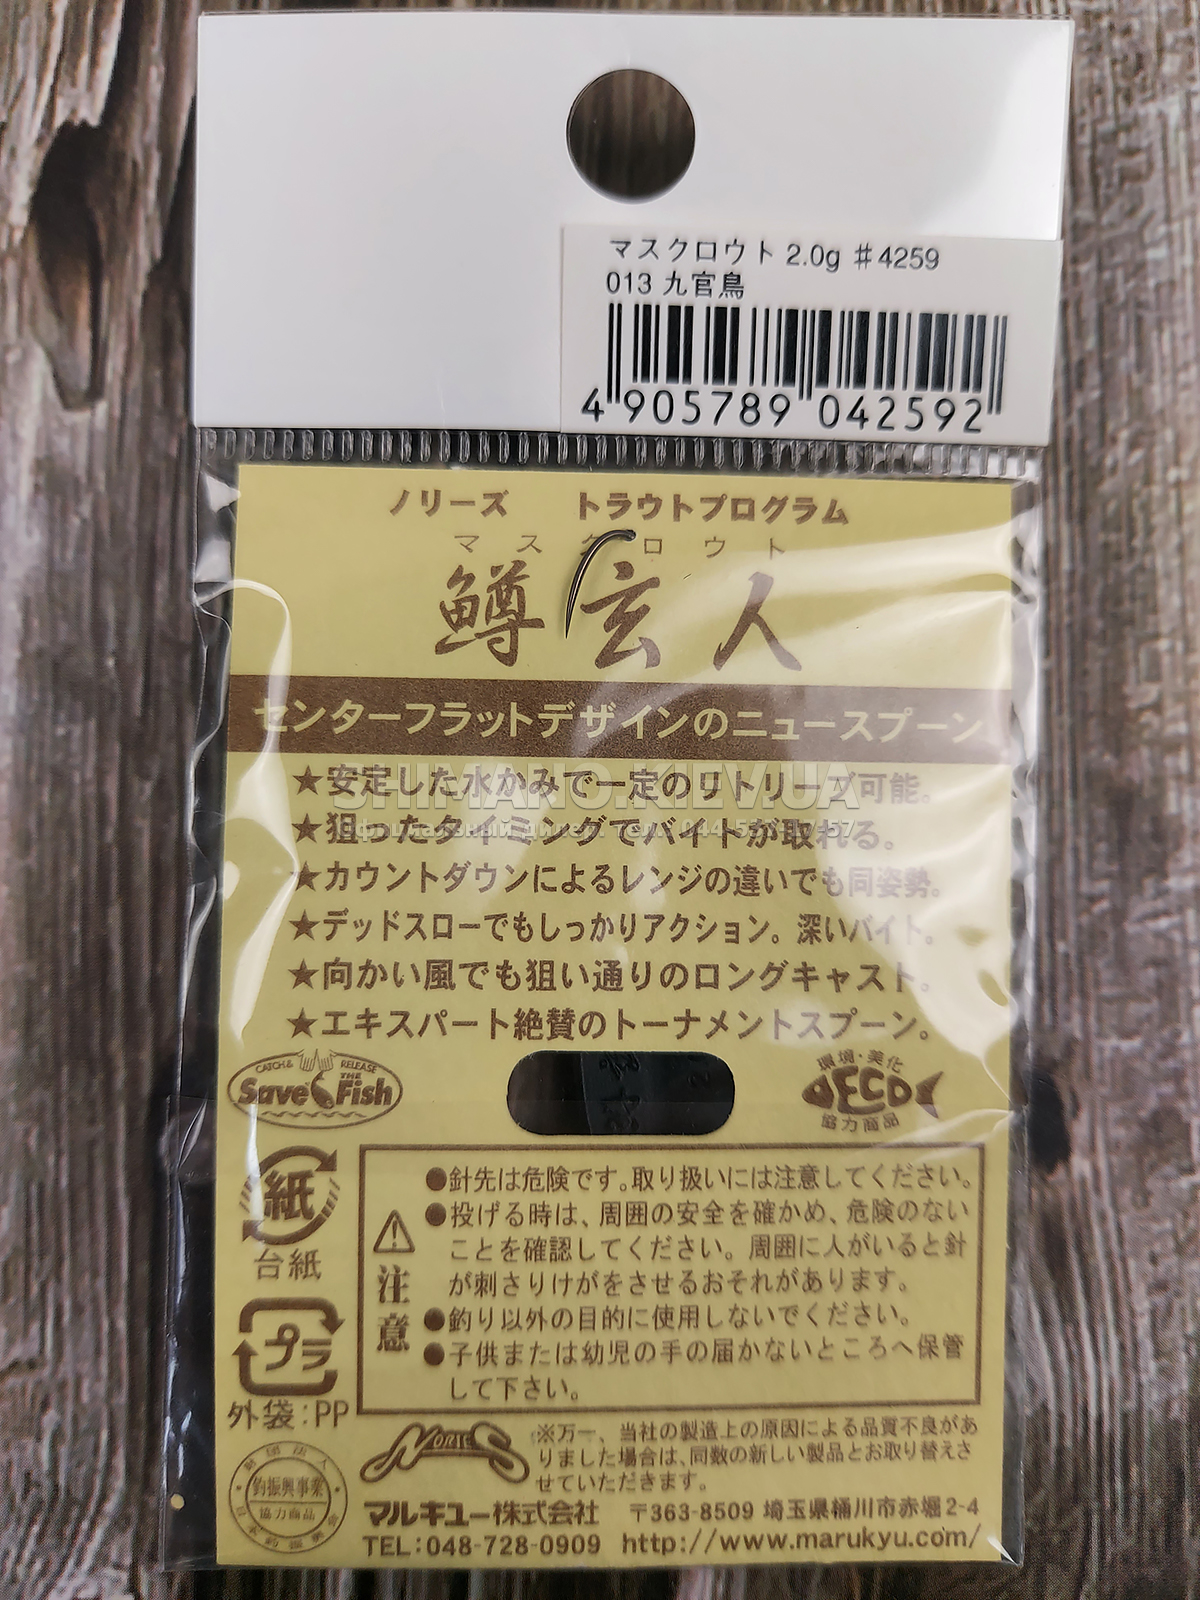 マスクロウト 2.0g #4259
013 九官鳥
4 905789 042592
ノリーズ トラウトプログラム
マスクロウト
鱒玄人
センターフラットデザインのニュースプーン
★安定した水かみで一定のリトリーブ可能。
SHIMANO.KIEV.UA
★狙ったタイミングでバイトが取れる。
★カウントダウンによるレンジの違いでも同姿勢。
★デッドスローでもしっかりアクション。深いバイト。
★向かい風でも狙い通りのロングキャスト。
★エキスパート絶賛のトーナメントスプーン。
CATCH & RELEASE
Save THE Fish
環境・美化
ECO
協力商品
紙
台紙
プラ
外袋:PP
注意
●針先は危険です。取り扱いには注意してください。
●投げる時は、周囲の安全を確かめ、危険のない
ことを確認してください。周囲に人がいると針
が刺さりけがをさせるおそれがあります。
●釣り以外の目的に使用しないでください。
●子供または幼児の手の届かないところへ保管
して下さい。
釣振興事業
協力商品
NORIES
※万一、当社の製造上の原因による品質不良があ
りました場合は、同数の新しい製品とお取り替えさ
せていただきます。
マルキユー株式会社 〒363-8509 埼玉県桶川市赤堀2-4
TEL:048-728-0909 http://www.marukyu.com/